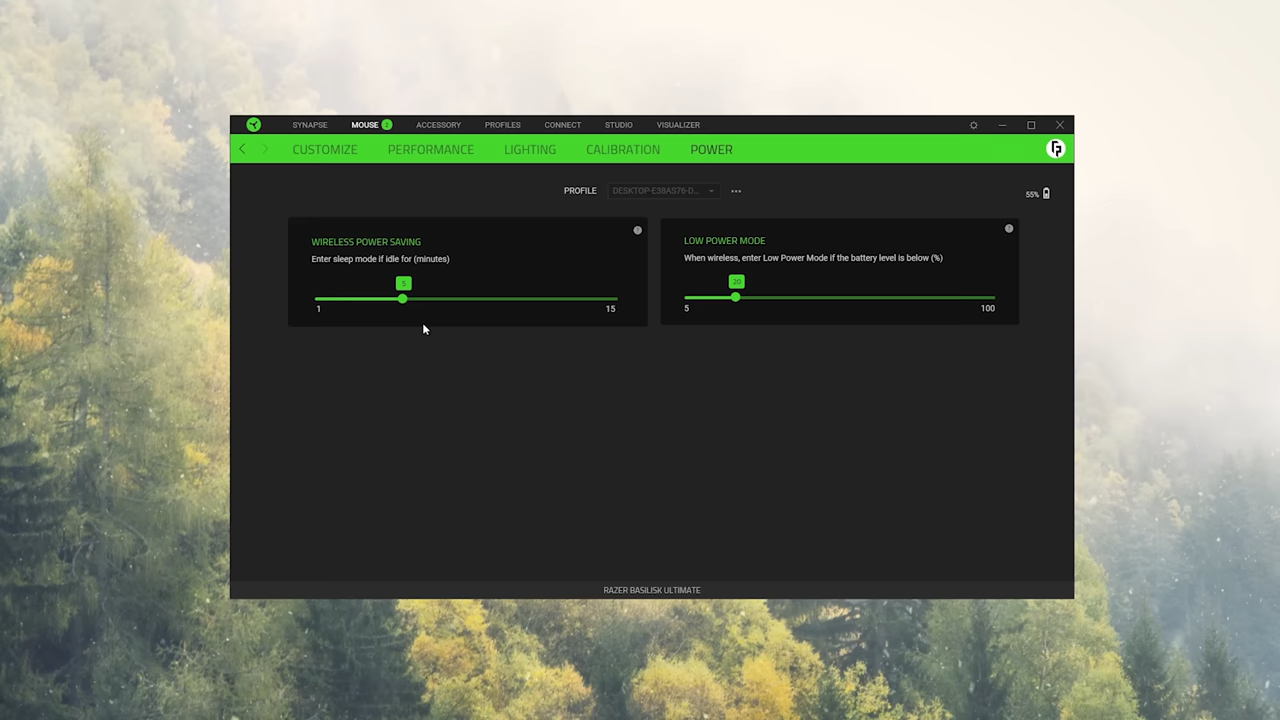 SYNAPSE MOUSE ACCESSORY PROFILES CONNECT STUDIO VISUALIZER
CUSTOMIZE PERFORMANCE LIGHTING CALIBRATION POWER
PROFILE DESKTOP-E38AS76-D... 
55%
WIRELESS POWER SAVING
Enter sleep mode if idle for (minutes)
5
1 15
LOW POWER MODE
When wireless, enter Low Power Mode if the battery level is below (%)
20
5 100
RAZER BASILISK ULTIMATE